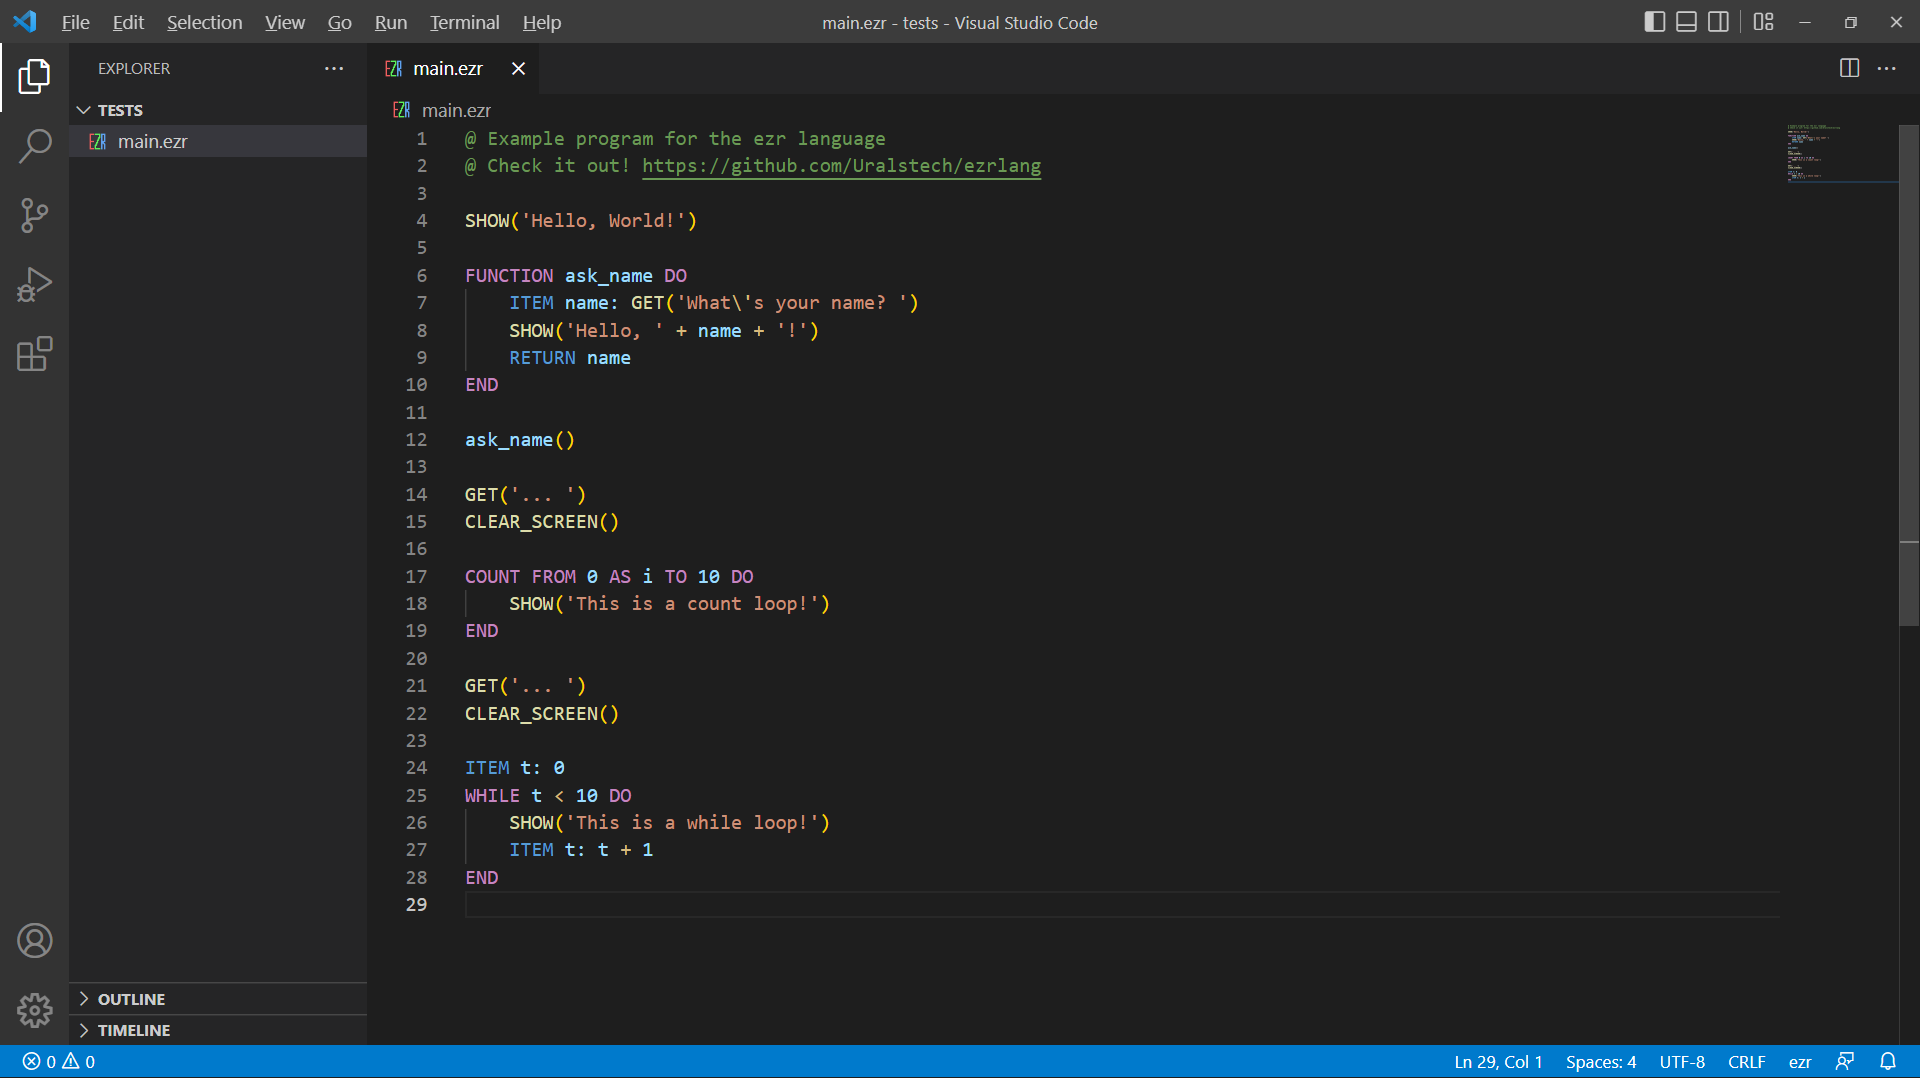 File Edit Selection View Go Run Terminal Help
main.ezr - tests - Visual Studio Code
EXPLORER
TESTS
EZR main.ezr
OUTLINE
TIMELINE
EZR main.ezr
EZR main.ezr
1 @ Example program for the ezr language
2 @ Check it out! https://github.com/Uralstech/ezrlang
3
4 SHOW('Hello, World!')
5
6 FUNCTION ask_name DO
7     ITEM name: GET('What\'s your name? ')
8     SHOW('Hello, ' + name + '!')
9     RETURN name
10 END
11
12 ask_name()
13
14 GET('... ')
15 CLEAR_SCREEN()
16
17 COUNT FROM 0 AS i TO 10 DO
18     SHOW('This is a count loop!')
19 END
20
21 GET('... ')
22 CLEAR_SCREEN()
23
24 ITEM t: 0
25 WHILE t < 10 DO
26     SHOW('This is a while loop!')
27     ITEM t: t + 1
28 END
29
0 0
Ln 29, Col 1 Spaces: 4 UTF-8 CRLF ezr